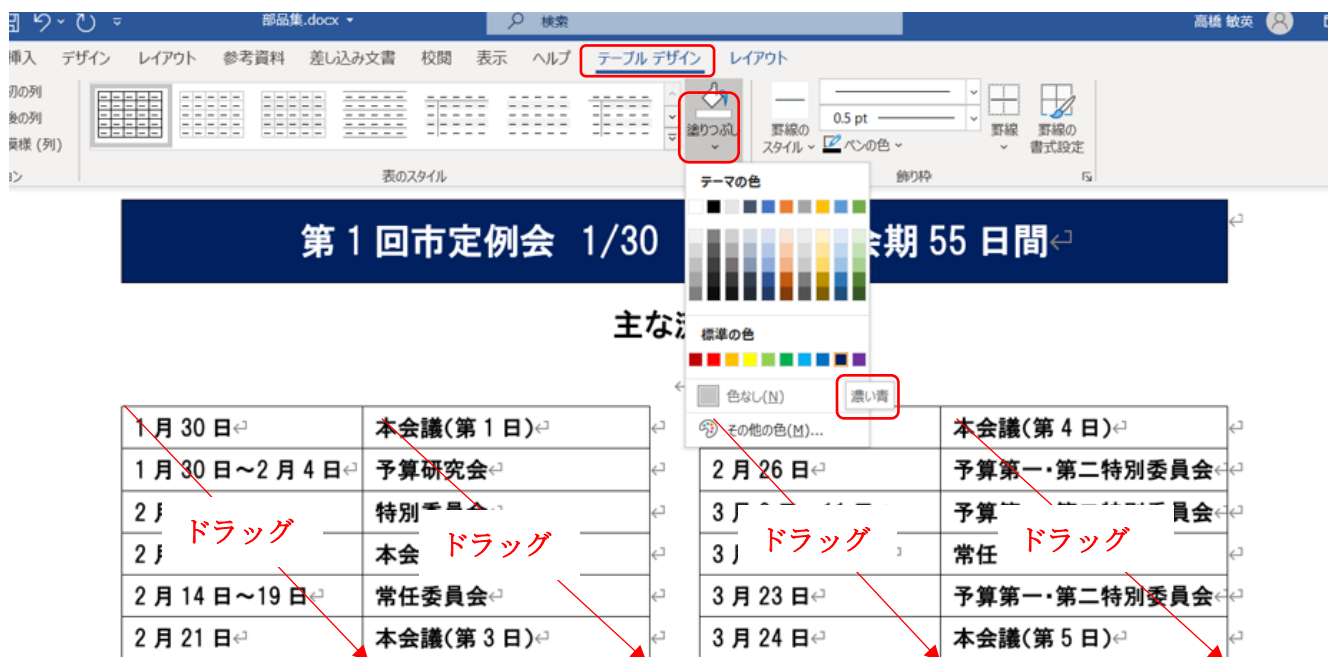 部品集.docx
検索
高橋 敏英
挿入 デザイン レイアウト 参考資料 差し込み文書 校閲 表示 ヘルプ テーブル デザイン レイアウト
の列
の列
模様 (列)
塗りつぶし
罫線の
スタイル
0.5 pt
ペンの色
罫線
罫線の
書式設定
表のスタイル
飾り枠
テーマの色
標準の色
色なし(N)
濃い青
その他の色(M)...
第 1 回市定例会 1/30
期 55 日間
主な
1 月 30 日 本会議(第 1 日)
本会議(第 4 日)
1 月 30 日～2 月 4 日 予算研究会
2 月 26 日 予算第一・第二特別委員会
2 特別
3 予算 員会
2 本会
3 常任
ドラッグ
ドラッグ
ドラッグ
ドラッグ
2 月 14 日～19 日 常任委員会
3 月 23 日 予算第一・第二特別委員会
2 月 21 日 本会議(第 3 日)
3 月 24 日 本会議(第 5 日)